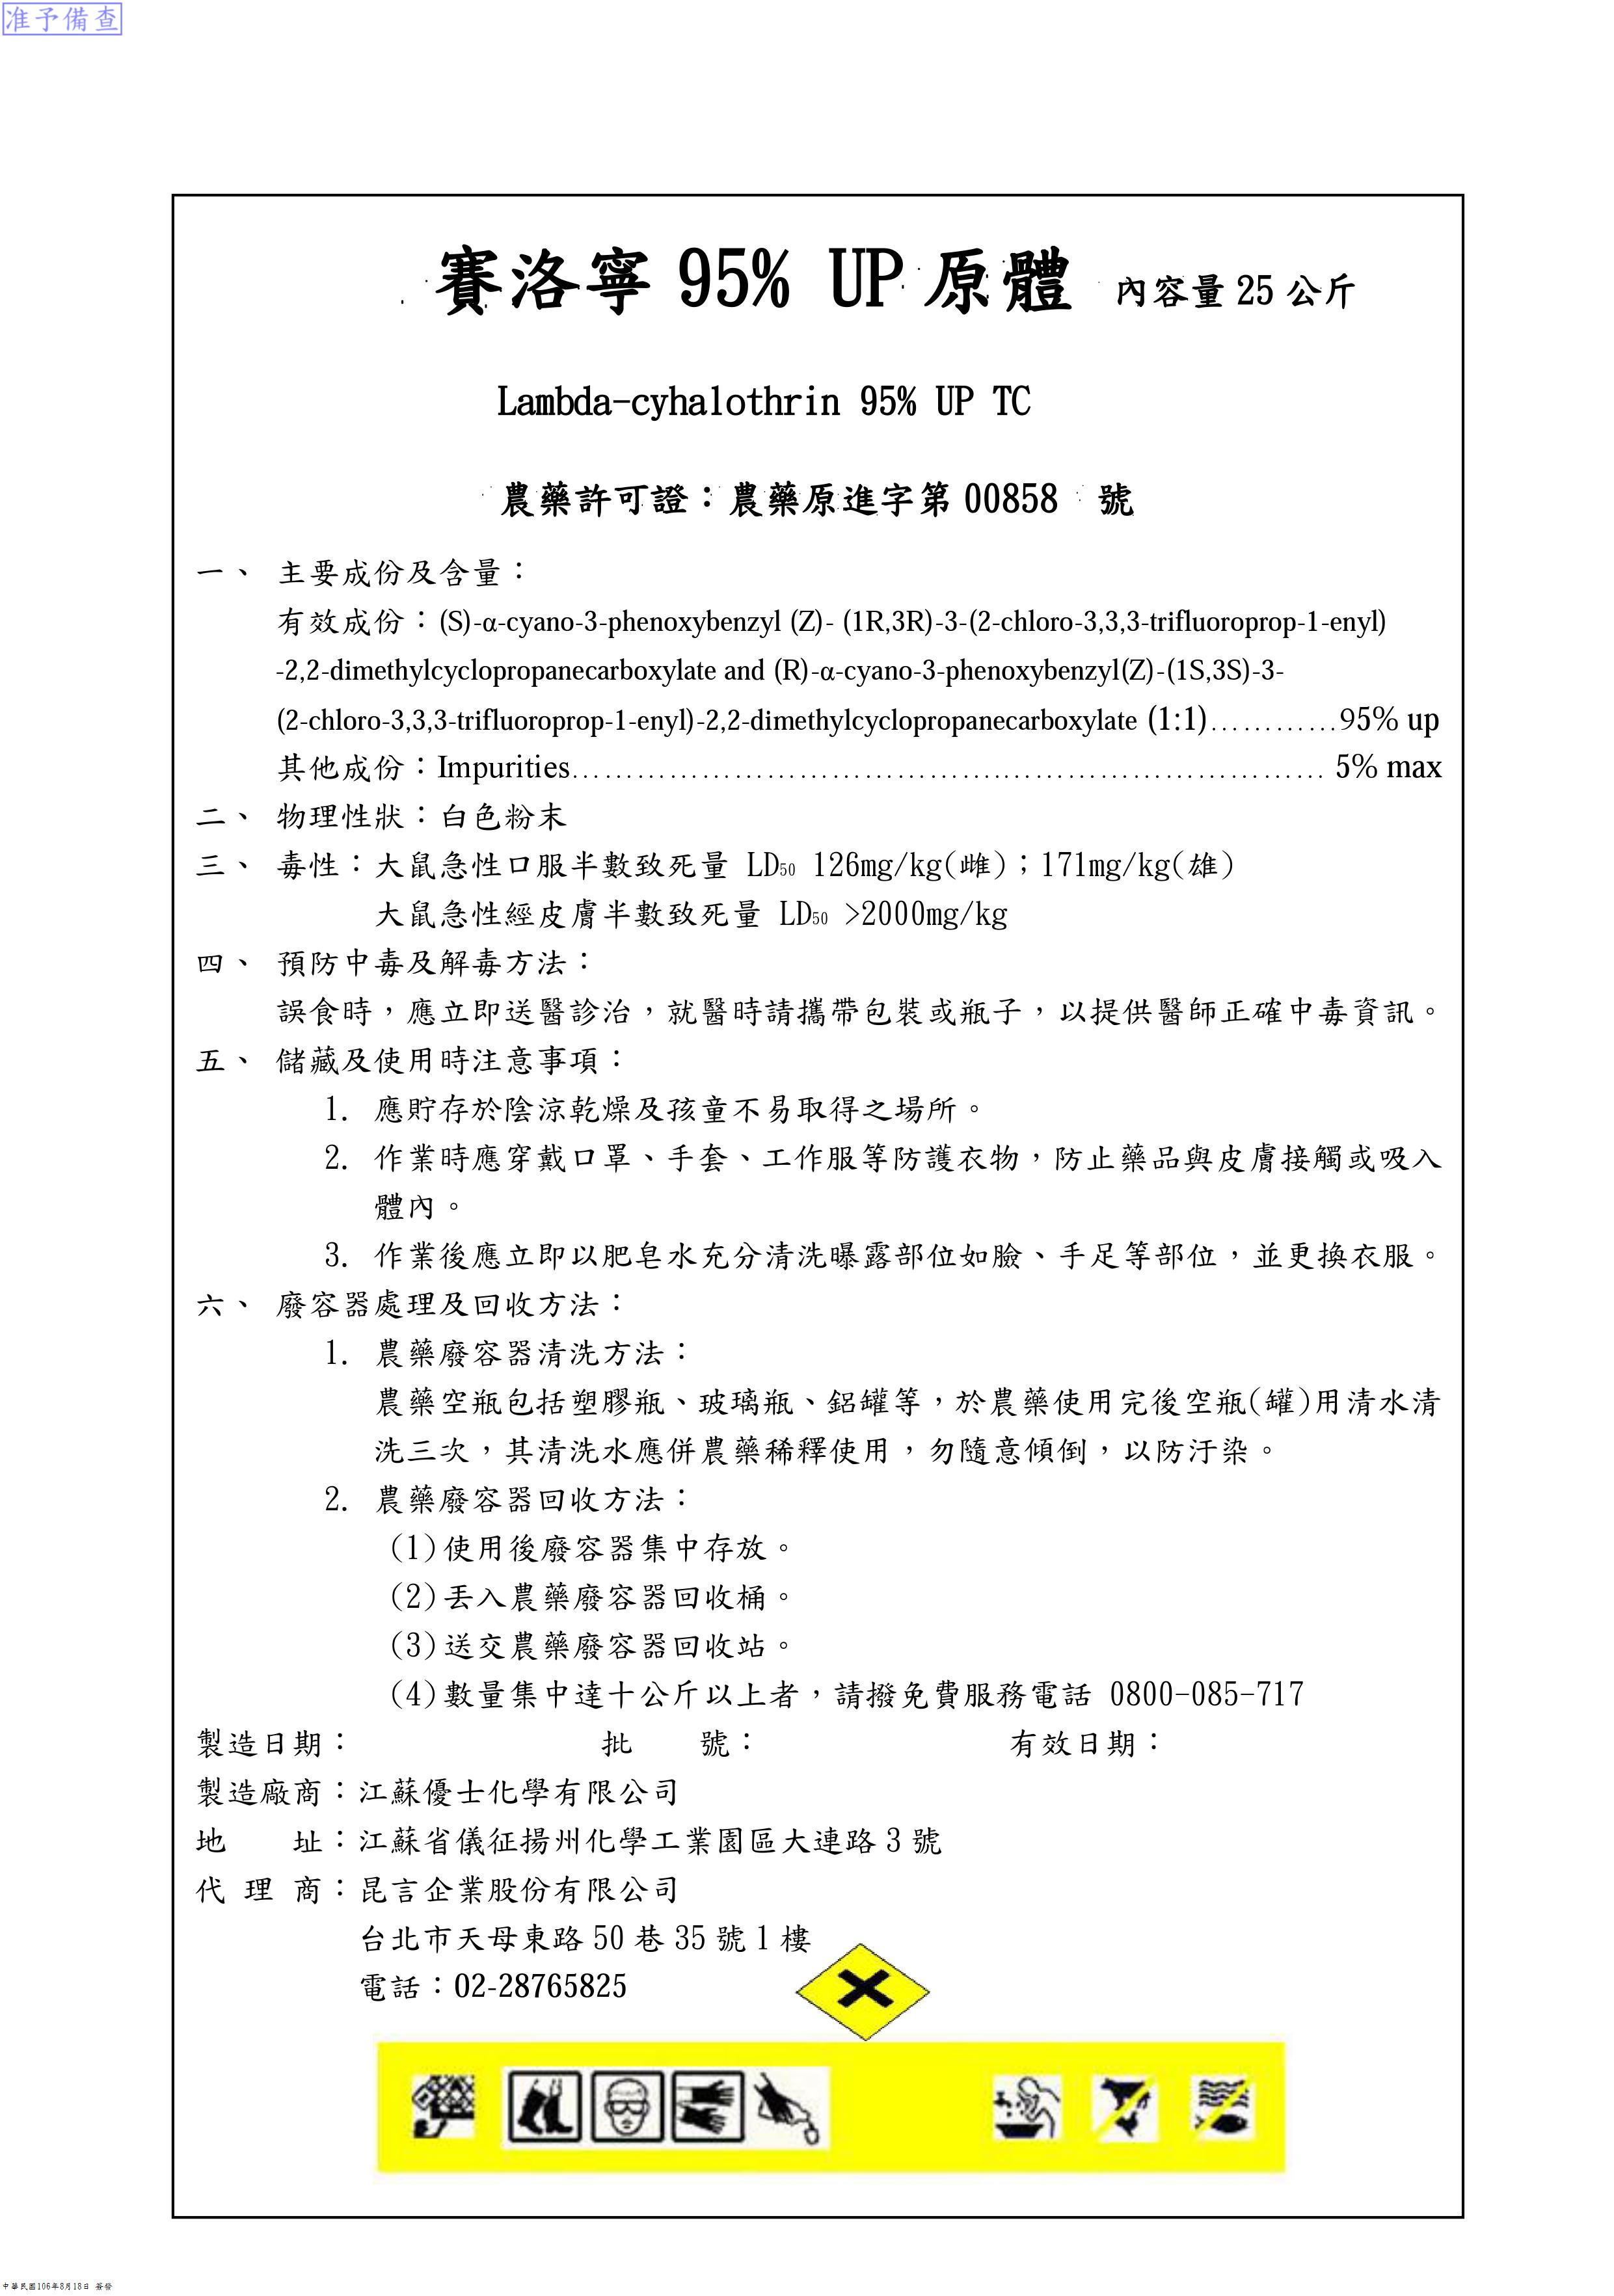 准予備查
賽洛寧 95% UP 原體 內容量 25 公斤
Lambda-cyhalothrin 95% UP TC
農藥許可證：農藥原進字第 00858 號
一、 主要成份及含量：
有效成份：(S)-α-cyano-3-phenoxybenzyl (Z)- (1R,3R)-3-(2-chloro-3,3,3-trifluoroprop-1-enyl)
-2,2-dimethylcyclopropanecarboxylate and (R)-α-cyano-3-phenoxybenzyl(Z)-(1S,3S)-3-
(2-chloro-3,3,3-trifluoroprop-1-enyl)-2,2-dimethylcyclopropanecarboxylate (1:1)…………95% up
其他成份：Impurities…………………………………………………………… 5% max
二、 物理性狀：白色粉末
三、 毒性：大鼠急性口服半數致死量 LD50 126mg/kg(雌)；171mg/kg(雄)
大鼠急性經皮膚半數致死量 LD50 >2000mg/kg
四、 預防中毒及解毒方法：
誤食時，應立即送醫診治，就醫時請攜帶包裝或瓶子，以提供醫師正確中毒資訊。
五、 儲藏及使用時注意事項：
1. 應貯存於陰涼乾燥及孩童不易取得之場所。
2. 作業時應穿戴口罩、手套、工作服等防護衣物，防止藥品與皮膚接觸或吸入
體內。
3. 作業後應立即以肥皂水充分清洗曝露部位如臉、手足等部位，並更換衣服。
六、 廢容器處理及回收方法：
1. 農藥廢容器清洗方法：
農藥空瓶包括塑膠瓶、玻璃瓶、鋁罐等，於農藥使用完後空瓶(罐)用清水清
洗三次，其清洗水應併農藥稀釋使用，勿隨意傾倒，以防汙染。
2. 農藥廢容器回收方法：
(1)使用後廢容器集中存放。
(2)丟入農藥廢容器回收桶。
(3)送交農藥廢容器回收站。
(4)數量集中達十公斤以上者，請撥免費服務電話 0800-085-717
製造日期： 批 號： 有效日期：
製造廠商：江蘇優士化學有限公司
地 址：江蘇省儀征揚州化學工業園區大連路 3 號
代 理 商：昆言企業股份有限公司
台北市天母東路 50 巷 35 號 1 樓
電話：02-28765825
中華民國106年8月18日 簽發